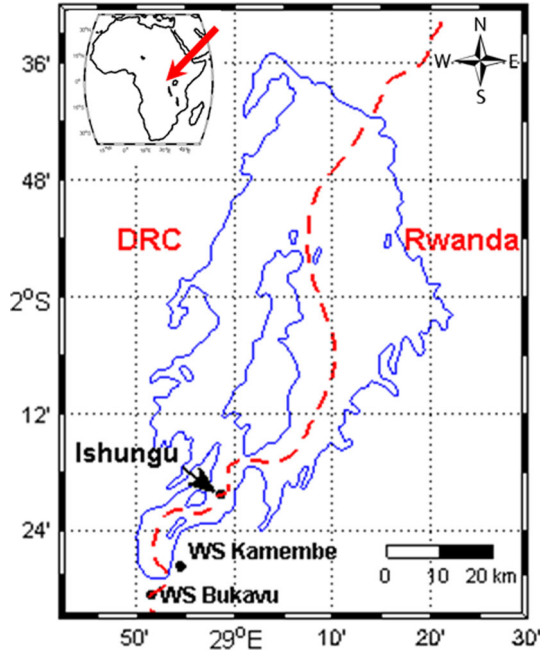 N
W E
S
36'
48'
DRC
Rwanda
2°S
12'
Ishungu
24'
WS Kamembe
WS Bukavu
0 10 20 km
50' 29°E 10' 20' 30'